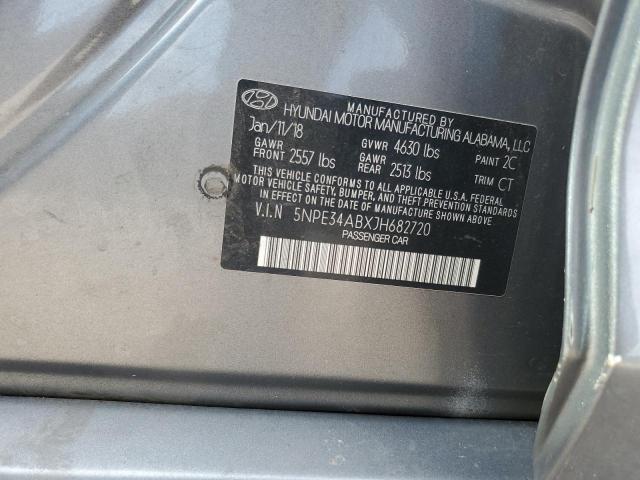 MANUFACTURED BY
HYUNDAI MOTOR MANUFACTURING ALABAMA, LLC
Jan/11/18 GVWR 4630 lbs PAINT 2C
GAWR FRONT 2557 lbs GAWR REAR 2513 lbs TRIM CT
THIS VEHICLE CONFORMS TO ALL APPLICABLE U.S.A. FEDERAL
MOTOR VEHICLE SAFETY, BUMPER, AND THEFT PREVENTION STANDARDS
IN EFFECT ON THE DATE OF MANUFACTURE SHOWN ABOVE.
V.I.N 5NPE34ABXJH682720
PASSENGER CAR